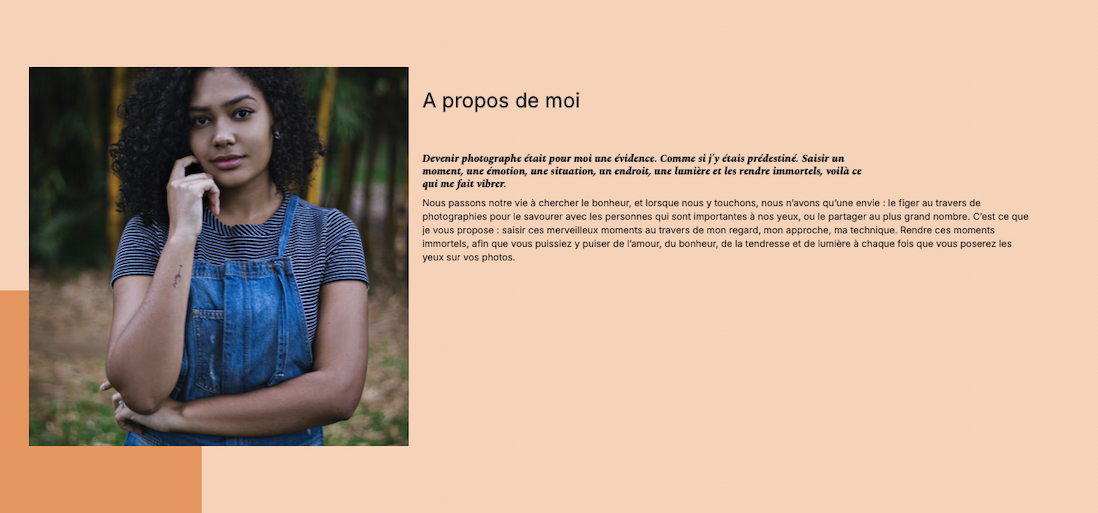 A propos de moi
Devenir photographe était pour moi une évidence. Comme si j'y étais prédestiné. Saisir un
moment, une émotion, une situation, un endroit, une lumière et les rendre immortels, voilà ce
qui me fait vibrer.
Nous passons notre vie à chercher le bonheur, et lorsque nous y touchons, nous n'avons qu'une envie : le figer au travers de
photographies pour le savourer avec les personnes qui sont importantes à nos yeux, ou le partager au plus grand nombre. C'est ce que
je vous propose : saisir ces merveilleux moments au travers de mon regard, mon approche, ma technique. Rendre ces moments
immortels, afin que vous puissiez y puiser de l'amour, du bonheur, de la tendresse et de lumière à chaque fois que vous poserez les
yeux sur vos photos.